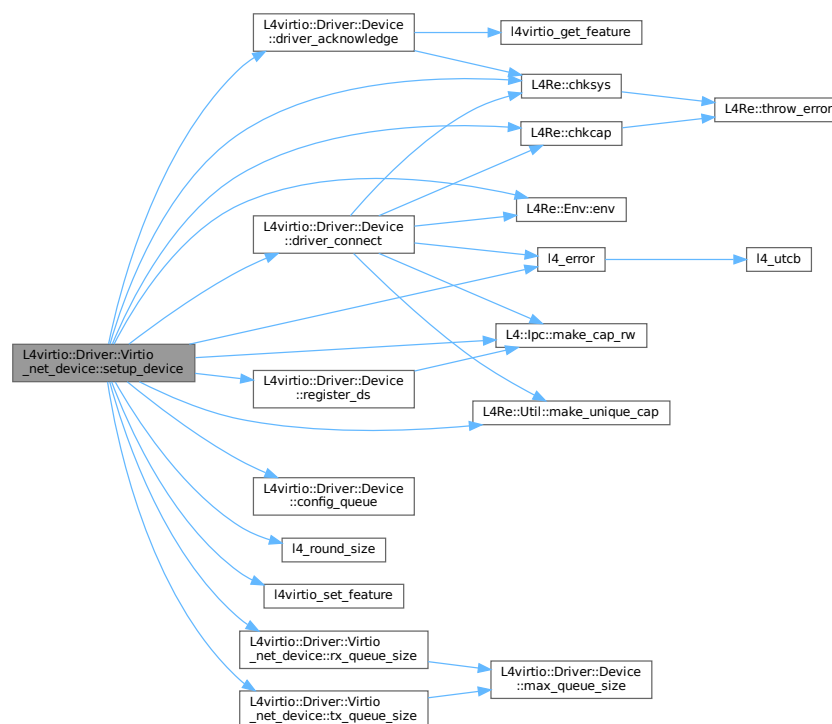 L4virtio::Driver::Device
::driver_acknowledge
l4virtio_get_feature
L4Re::chksys
L4Re::throw_error
L4Re::chkcap
L4Re::Env::env
L4virtio::Driver::Device
::driver_connect
l4_error
l4_utcb
L4::Ipc::make_cap_rw
L4virtio::Driver::Virtio
_net_device::setup_device
L4virtio::Driver::Device
::register_ds
L4Re::Util::make_unique_cap
L4virtio::Driver::Device
::config_queue
l4_round_size
l4virtio_set_feature
L4virtio::Driver::Virtio
_net_device::rx_queue_size
L4virtio::Driver::Device
::max_queue_size
L4virtio::Driver::Virtio
_net_device::tx_queue_size